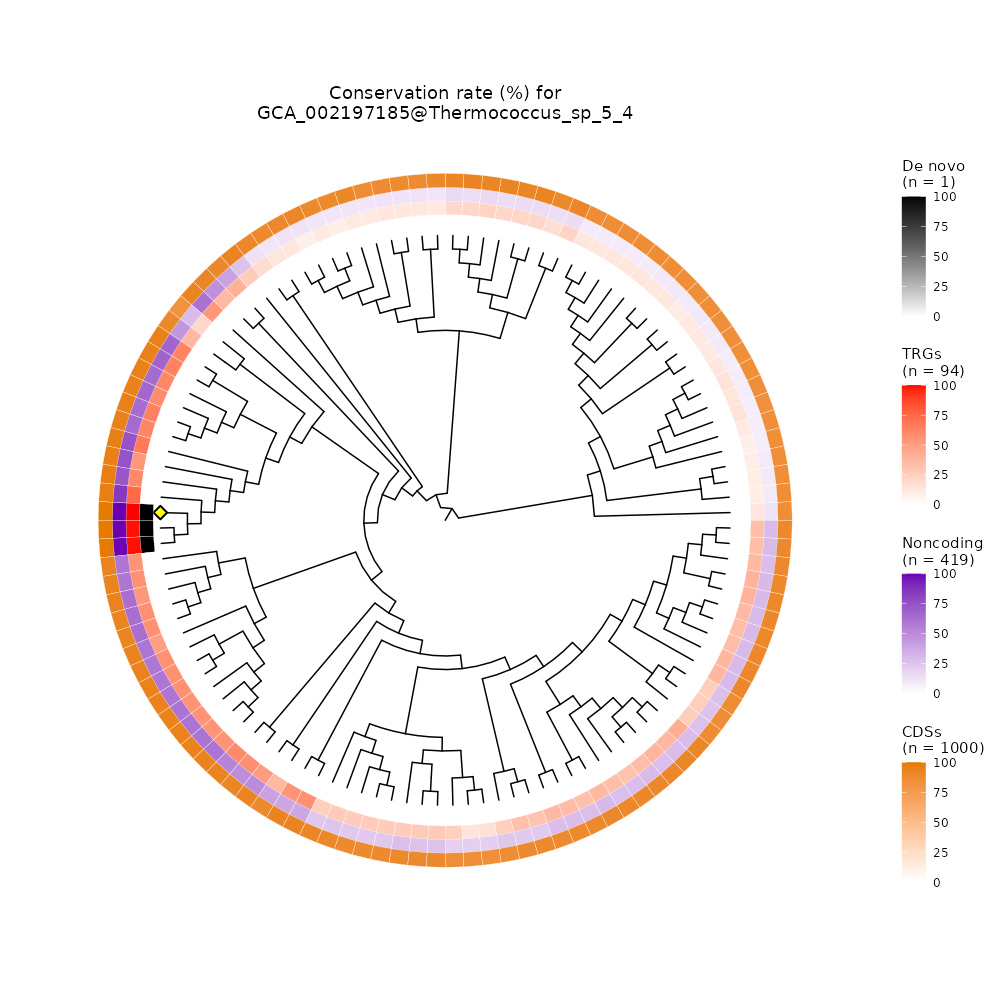 Conservation rate (%) for
GCA_002197185@Thermococcus_sp_5_4
De novo
(n = 1)
100
75
50
25
0
TRGs
(n = 94)
100
75
50
25
0
Noncoding
(n = 419)
100
75
50
25
0
CDSs
(n = 1000)
100
75
50
25
0